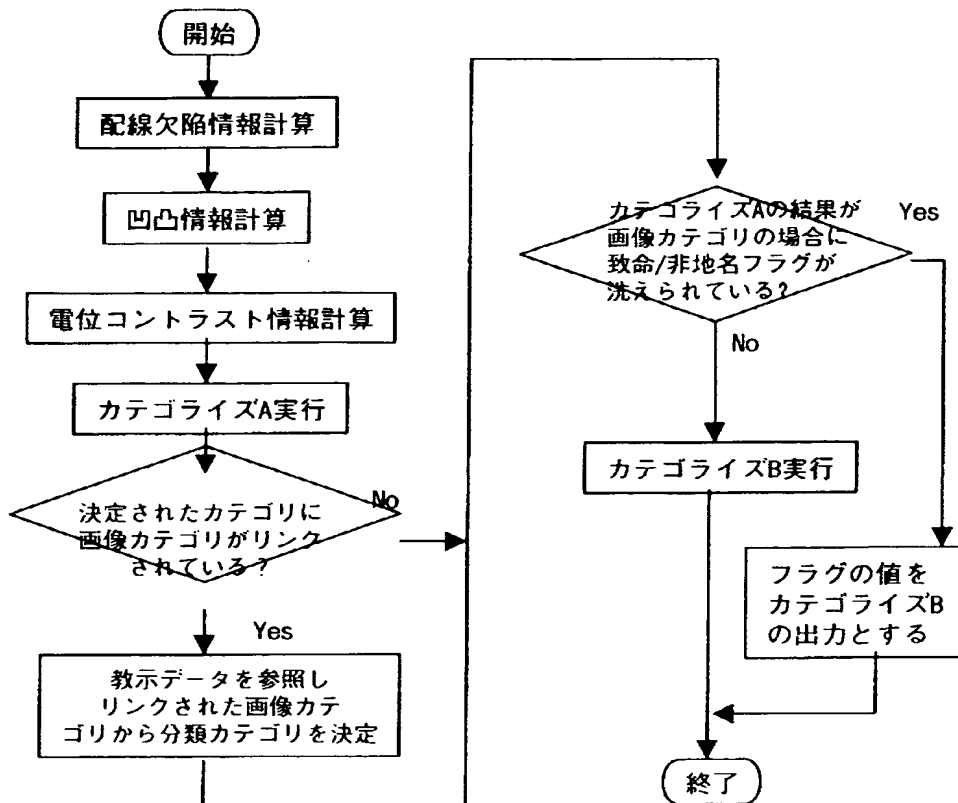 開始
配線欠陥情報計算
凹凸情報計算
電位コントラスト情報計算
カテゴライズA実行
決定されたカテゴリに
画像カテゴリがリンク
されている?
No
Yes
教示データを参照し
リンクされた画像カテ
ゴリから分類カテゴリを決定
カテゴライズAの結果が
画像カテゴリの場合に
致命/非地名フラグが
洗えられている?
Yes
No
カテゴライズB実行
フラグの値を
カテゴライズB
の出力とする
終了